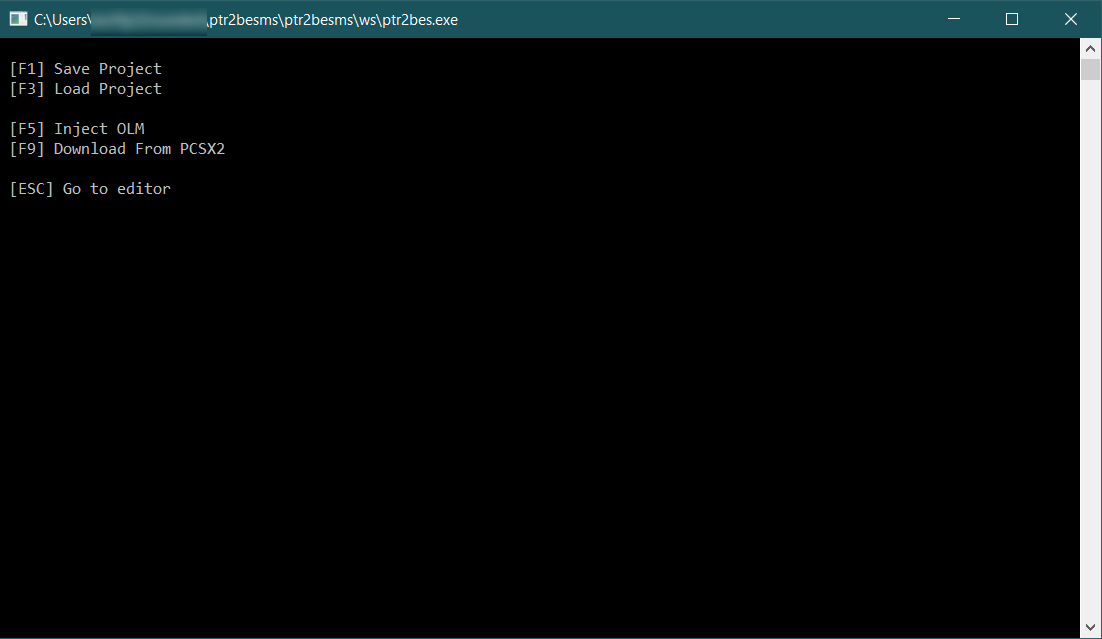 C:\Users\ \ptr2besms\ptr2besms\ws\ptr2bes.exe
[F1] Save Project
[F3] Load Project
[F5] Inject OLM
[F9] Download From PCSX2
[ESC] Go to editor